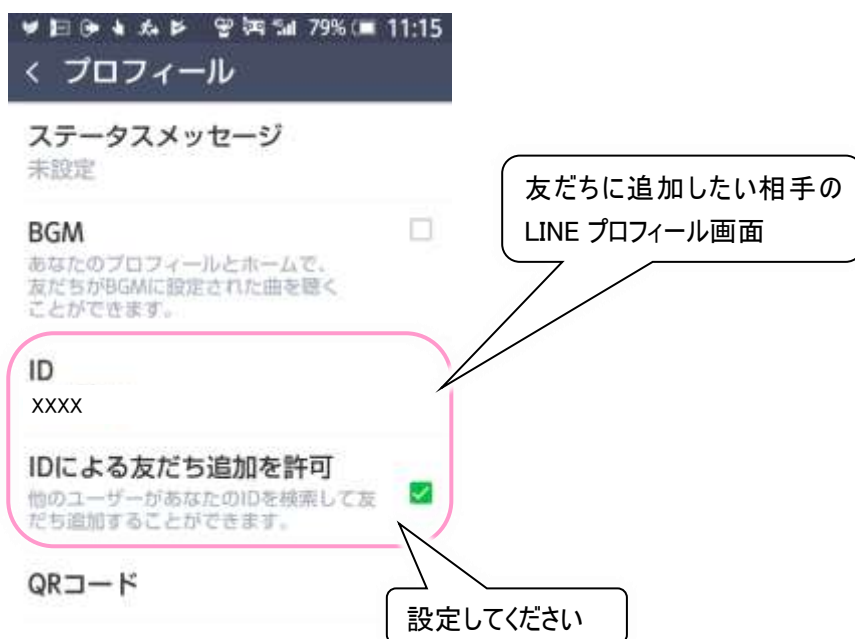 79% 11:15
< プロフィール
ステータスメッセージ
未設定
友だちに追加したい相手の
LINE プロフィール画面
BGM
あなたのプロフィールとホームで、
友だちがBGMに設定された曲を聴く
ことができます。
ID
XXXX
IDによる友だち追加を許可
他のユーザーがあなたのIDを検索して友
だち追加することができます。
QRコード
設定してください